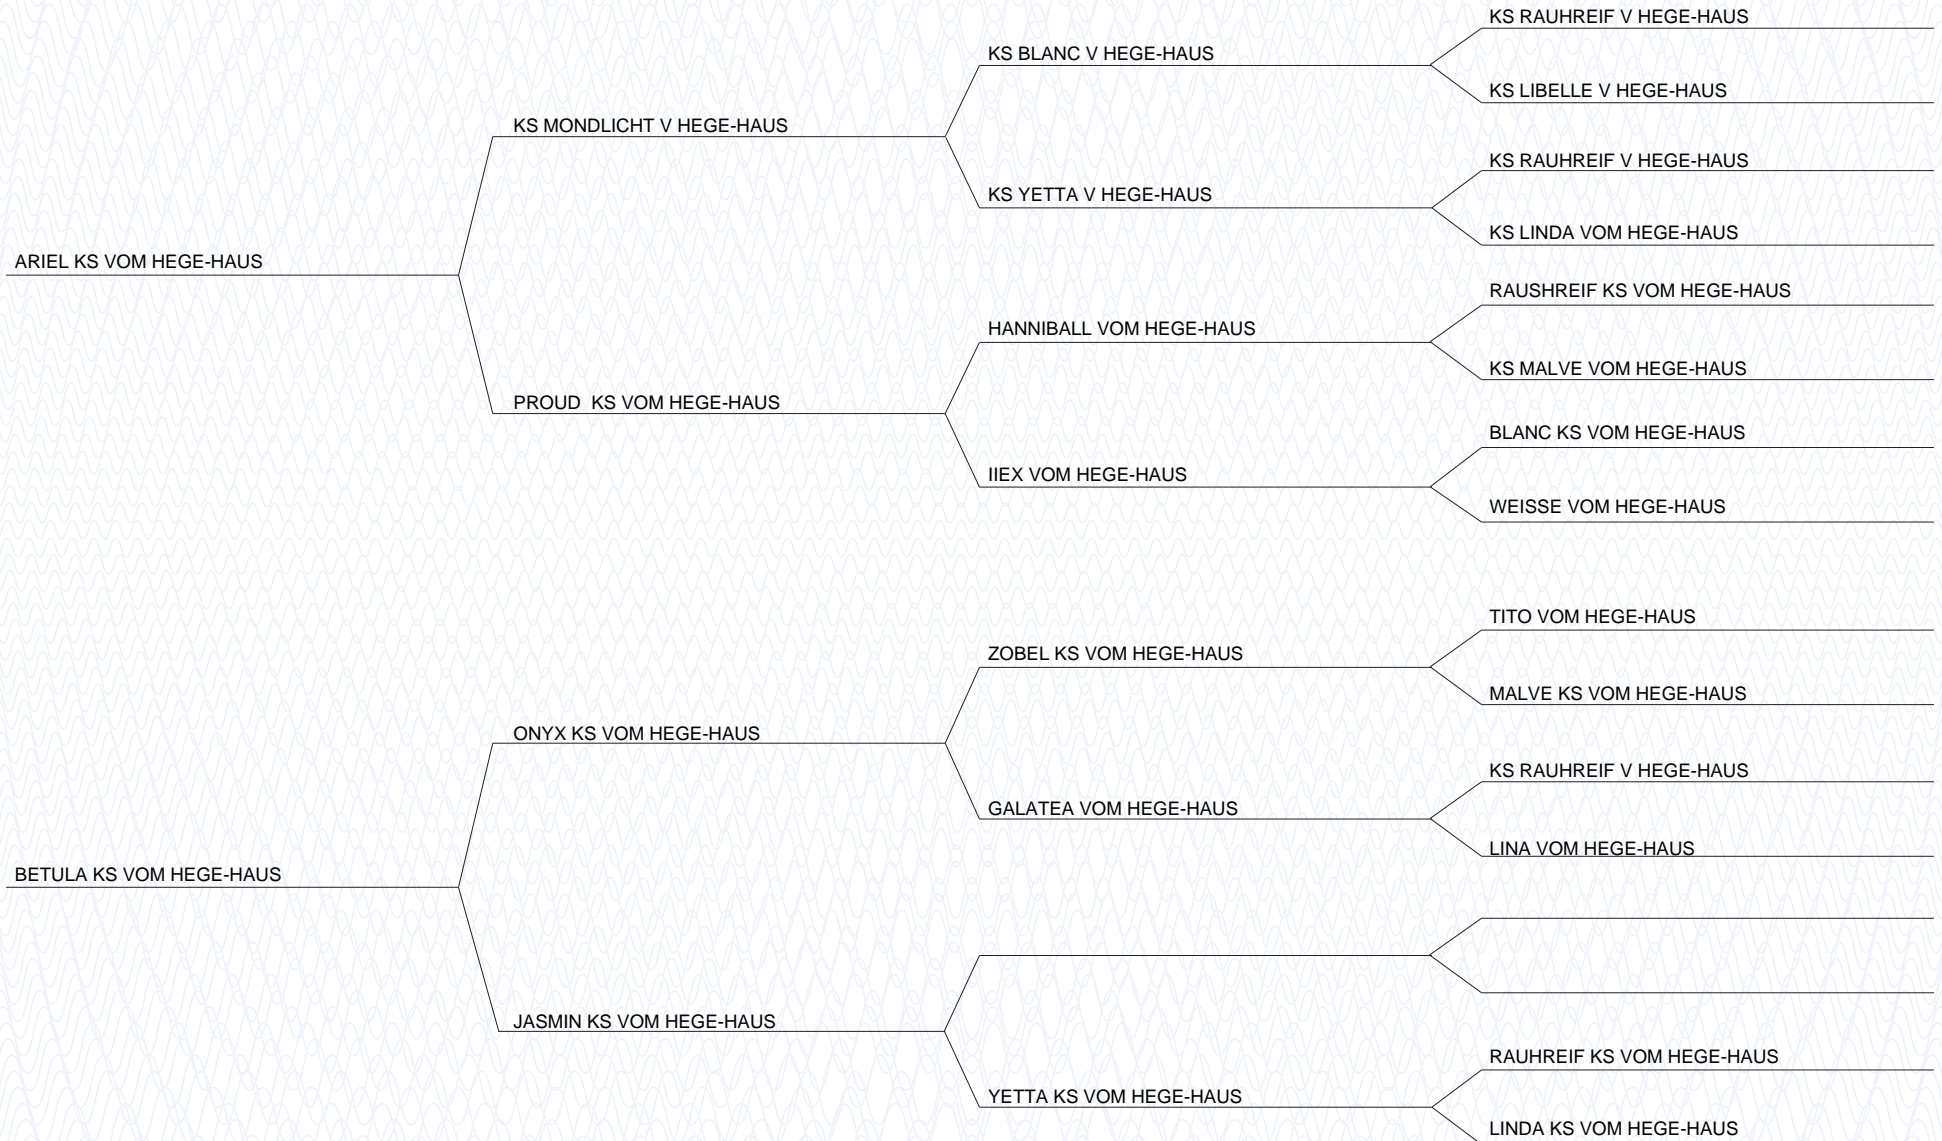 KS RAUHREIF V HEGE-HAUS
KS BLANC V HEGE-HAUS
KS LIBELLE V HEGE-HAUS
KS MONDLICHT V HEGE-HAUS
KS RAUHREIF V HEGE-HAUS
KS YETTA V HEGE-HAUS
KS LINDA VOM HEGE-HAUS
ARIEL KS VOM HEGE-HAUS
RAUSHREIF KS VOM HEGE-HAUS
HANNIBALL VOM HEGE-HAUS
KS MALVE VOM HEGE-HAUS
PROUD  KS VOM HEGE-HAUS
BLANC KS VOM HEGE-HAUS
IIEX VOM HEGE-HAUS
WEISSE VOM HEGE-HAUS
TITO VOM HEGE-HAUS
ZOBEL KS VOM HEGE-HAUS
MALVE KS VOM HEGE-HAUS
ONYX KS VOM HEGE-HAUS
KS RAUHREIF V HEGE-HAUS
GALATEA VOM HEGE-HAUS
LINA VOM HEGE-HAUS
BETULA KS VOM HEGE-HAUS
JASMIN KS VOM HEGE-HAUS
RAUHREIF KS VOM HEGE-HAUS
YETTA KS VOM HEGE-HAUS
LINDA KS VOM HEGE-HAUS